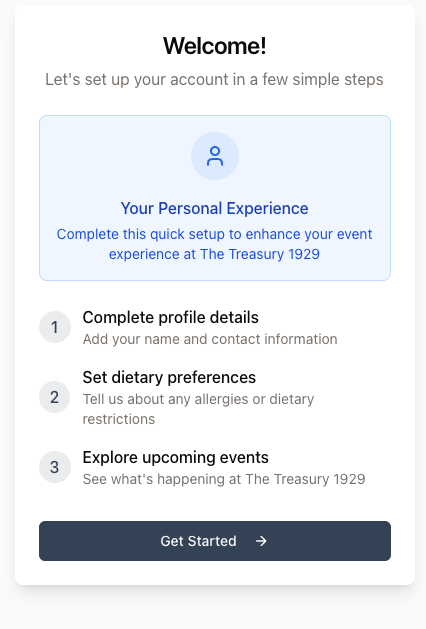 Welcome!
Let's set up your account in a few simple steps
Your Personal Experience
Complete this quick setup to enhance your event
experience at The Treasury 1929
1
Complete profile details
Add your name and contact information
2
Set dietary preferences
Tell us about any allergies or dietary
restrictions
3
Explore upcoming events
See what's happening at The Treasury 1929
Get Started →